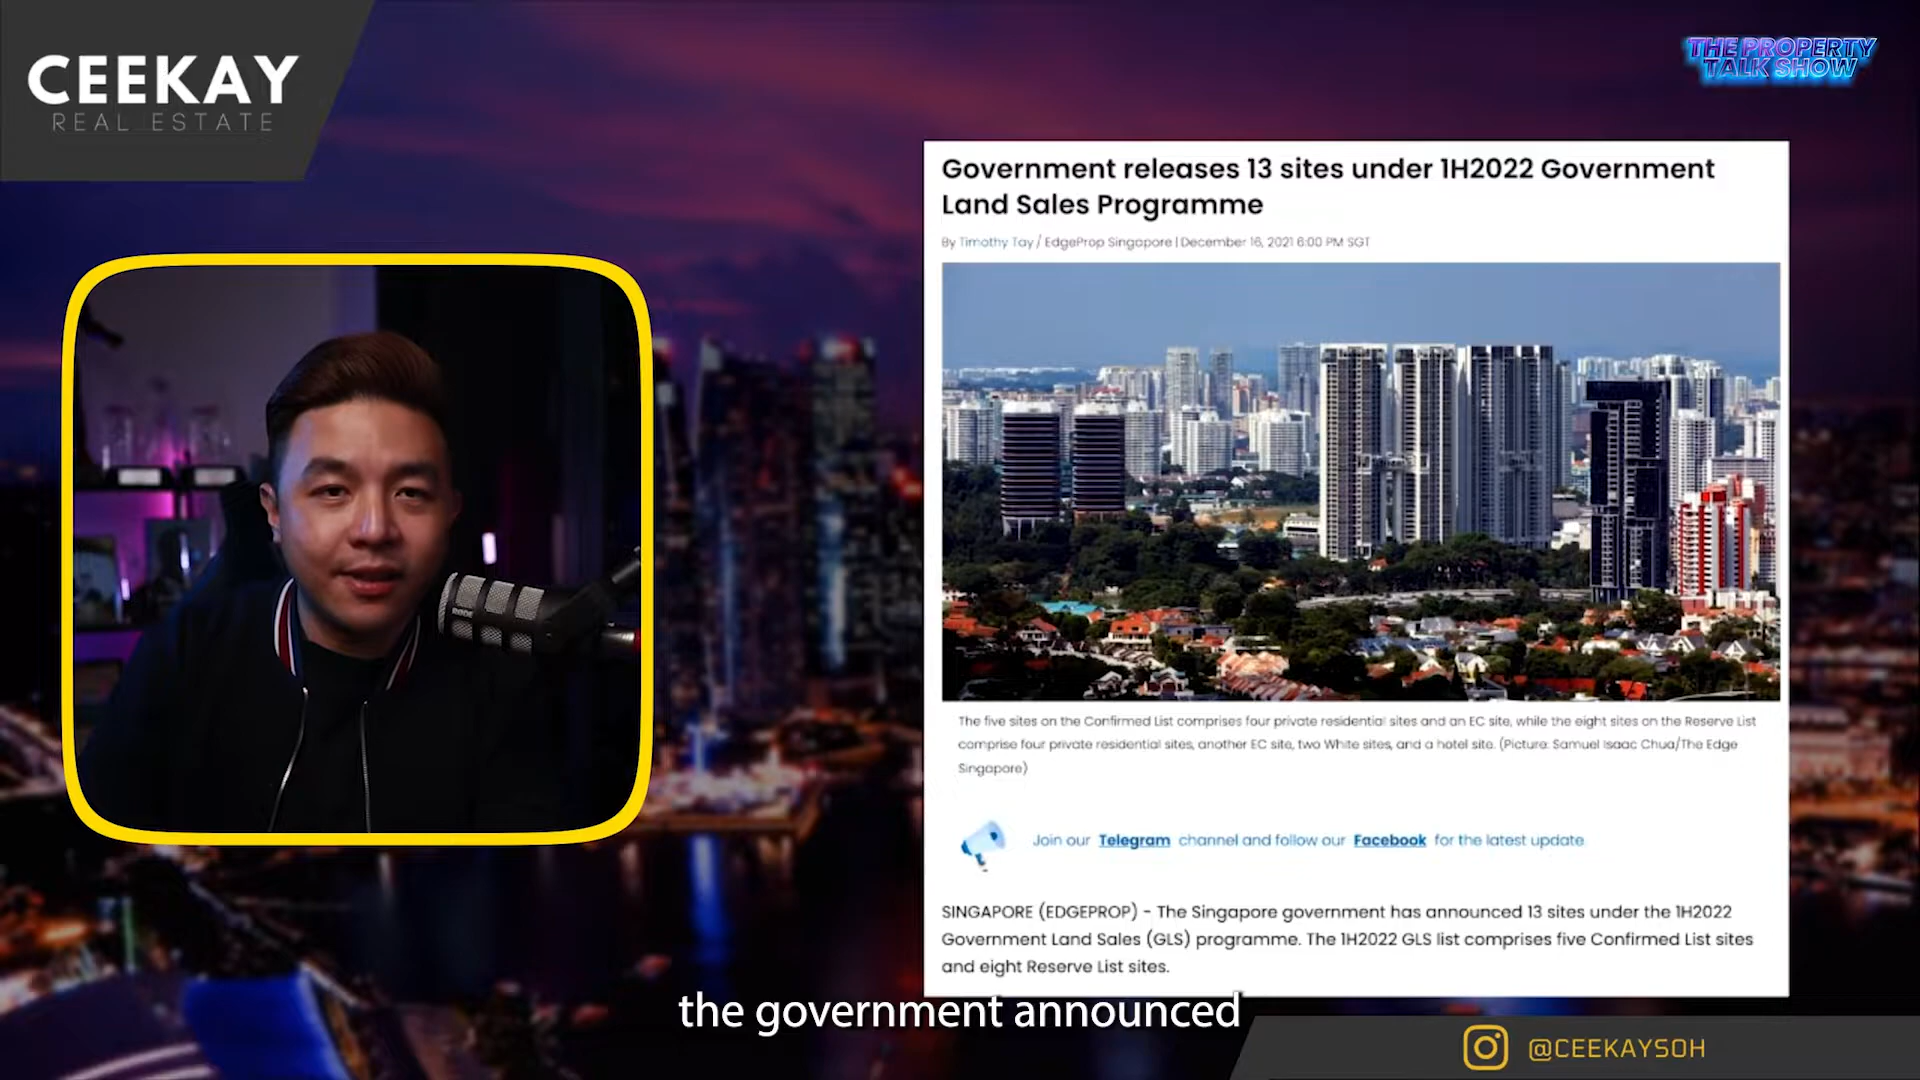 CEEKAY
REAL ESTATE
THE PROPERTY
TALK SHOW
Government releases 13 sites under 1H2022 Government
Land Sales Programme
By Timothy Tay / EdgeProp Singapore | December 16, 2021 6:00 PM SGT
The five sites on the Confirmed List comprises four private residential sites and an EC site, while the eight sites on the Reserve List
comprise four private residential sites, another EC site, two White sites, and a hotel site. (Picture: Samuel Isaac Chua/The Edge
Singapore)
Join our Telegram channel and follow our Facebook for the latest update
SINGAPORE (EDGEPROP) - The Singapore government has announced 13 sites under the 1H2022
Government Land Sales (GLS) programme. The 1H2022 GLS list comprises five Confirmed List sites
and eight Reserve List sites.
RODE
the government announced
@CEEKAYSOH